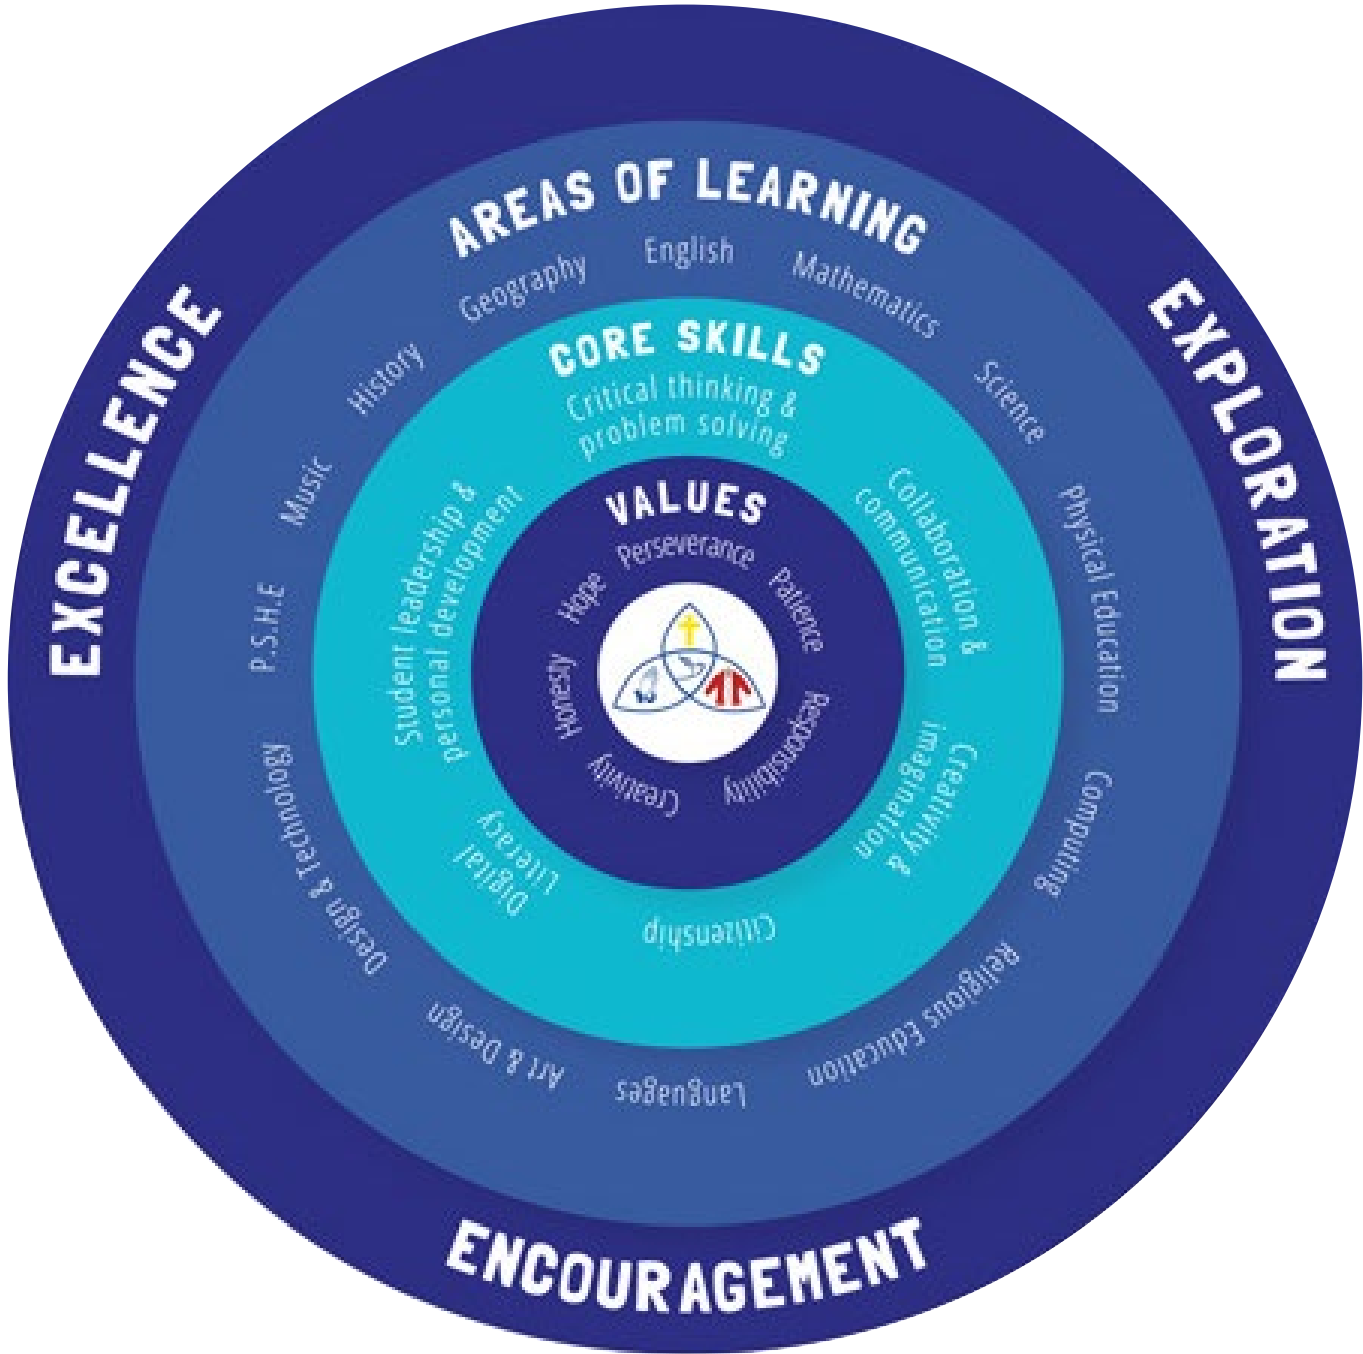 EXCELLENCE
EXPLORATION
ENCOURAGEMENT
AREAS OF LEARNING
English
Mathematics
Science
Physical Education
Computing
Religious Education
Languages
Art & Design
Design & Technology
P.S.H.E
Music
History
Geography
CORE SKILLS
Critical thinking &
problem solving
Collaboration &
communication
Creativity &
imagination
Citizenship
Digital
Literacy
Student leadership &
personal development
VALUES
Perseverance
Patience
Responsibility
Creativity
Honesty
Hope